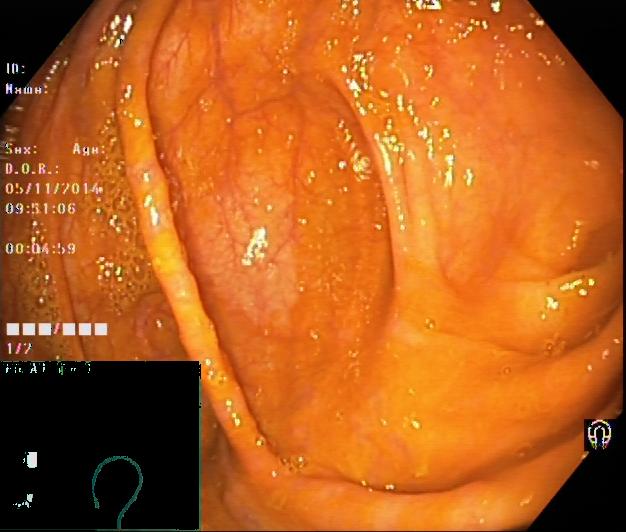 ID:
Name:
Sex: Age:
D.O.B.:
05/11/2014
09:51:06
00:04:59
■■■/■■■
1/2